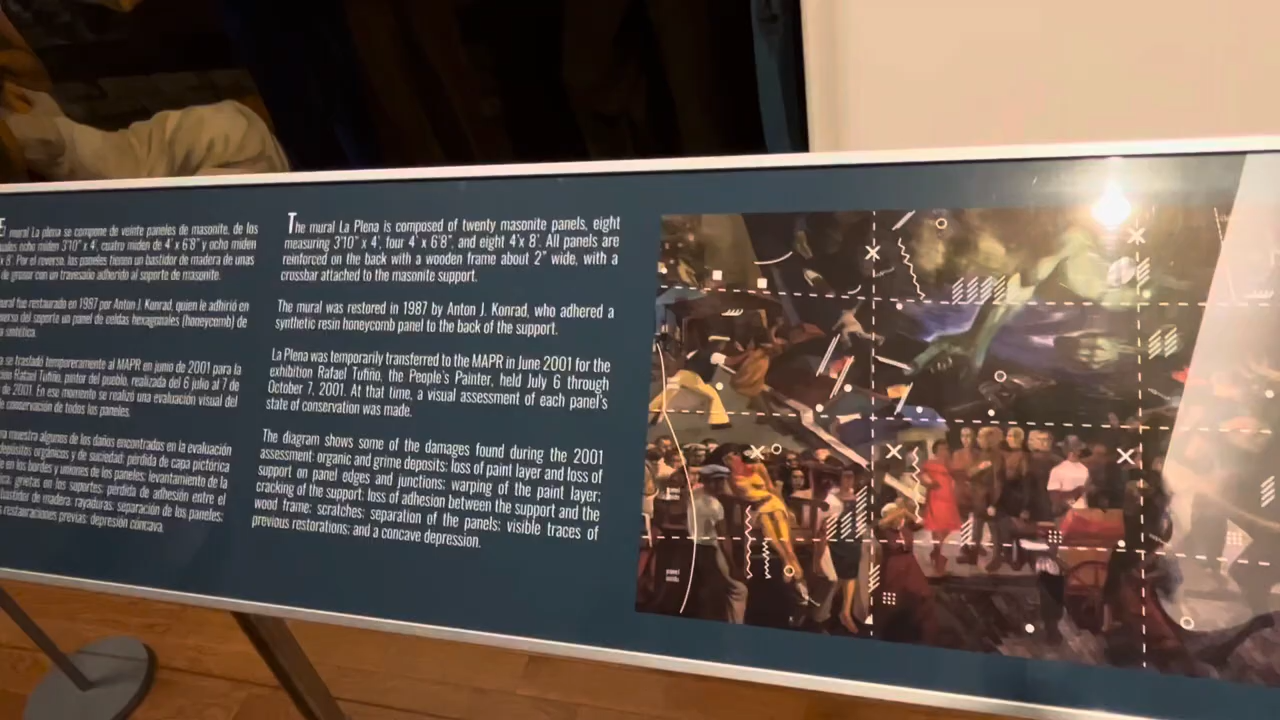 mural La plena se compone de veinte paneles de masonite, de los
ocho miden 3'10" x 4', cuatro miden de 4' x 6'8" y ocho miden
x 8'. Por el reverso, los paneles tienen un bastidor de madera de unas
de grosor con un travesaño adherido al soporte de masonite.
mural fue restaurado en 1987 por Anton J. Konrad, quien le adhirió en
un panel de celdas hexagonales (honeycomb) de
sintética.
se trasladó temporeramente al MAPR en junio de 2001 para la
Rafael Tufiño, pintor del pueblo, realizada del 6 julio al 7 de
de 2001. En ese momento se realizó una evaluación visual del
conservación de todos los paneles.
muestra algunos de los daños encontrados en la evaluación
depósitos orgánicos y de suciedad; pérdida de capa pictórica
en los bordes y uniones de los paneles; levantamiento de la
grietas en los soportes; pérdida de adhesión entre el
bastidor de madera; rayaduras; separación de los paneles;
restauraciones previas; depresión cóncava.
The mural La Plena is composed of twenty masonite panels, eight
measuring 3'10" x 4', four 4' x 6'8", and eight 4'x 8'. All panels are
reinforced on the back with a wooden frame about 2" wide, with a
crossbar attached to the masonite support.
The mural was restored in 1987 by Anton J. Konrad, who adhered a
synthetic resin honeycomb panel to the back of the support.
La Plena was temporarily transferred to the MAPR in June 2001 for the
exhibition Rafael Tufiño, the People's Painter, held July 6 through
October 7, 2001. At that time, a visual assessment of each panel's
state of conservation was made.
The diagram shows some of the damages found during the 2001
assessment: organic and grime deposits; loss of paint layer and loss of
support on panel edges and junctions; warping of the paint layer;
cracking of the support; loss of adhesion between the support and the
wood frame; scratches; separation of the panels; visible traces of
previous restorations; and a concave depression.